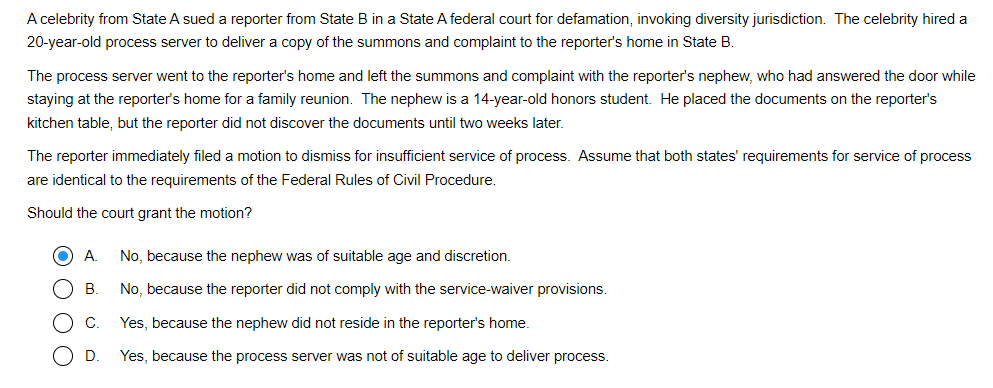 A celebrity from State A sued a reporter from State B in a State A federal court for defamation, invoking diversity jurisdiction.  The celebrity hired a
20-year-old process server to deliver a copy of the summons and complaint to the reporter's home in State B.
The process server went to the reporter's home and left the summons and complaint with the reporter's nephew, who had answered the door while
staying at the reporter's home for a family reunion.  The nephew is a 14-year-old honors student.  He placed the documents on the reporter's
kitchen table, but the reporter did not discover the documents until two weeks later.
The reporter immediately filed a motion to dismiss for insufficient service of process.  Assume that both states' requirements for service of process
are identical to the requirements of the Federal Rules of Civil Procedure.
Should the court grant the motion?
A. No, because the nephew was of suitable age and discretion.
B. No, because the reporter did not comply with the service-waiver provisions.
C. Yes, because the nephew did not reside in the reporter's home.
D. Yes, because the process server was not of suitable age to deliver process.